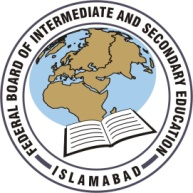 FEDERAL BOARD OF INTERMEDIATE AND SECONDARY EDUCATION
ISLAMABAD